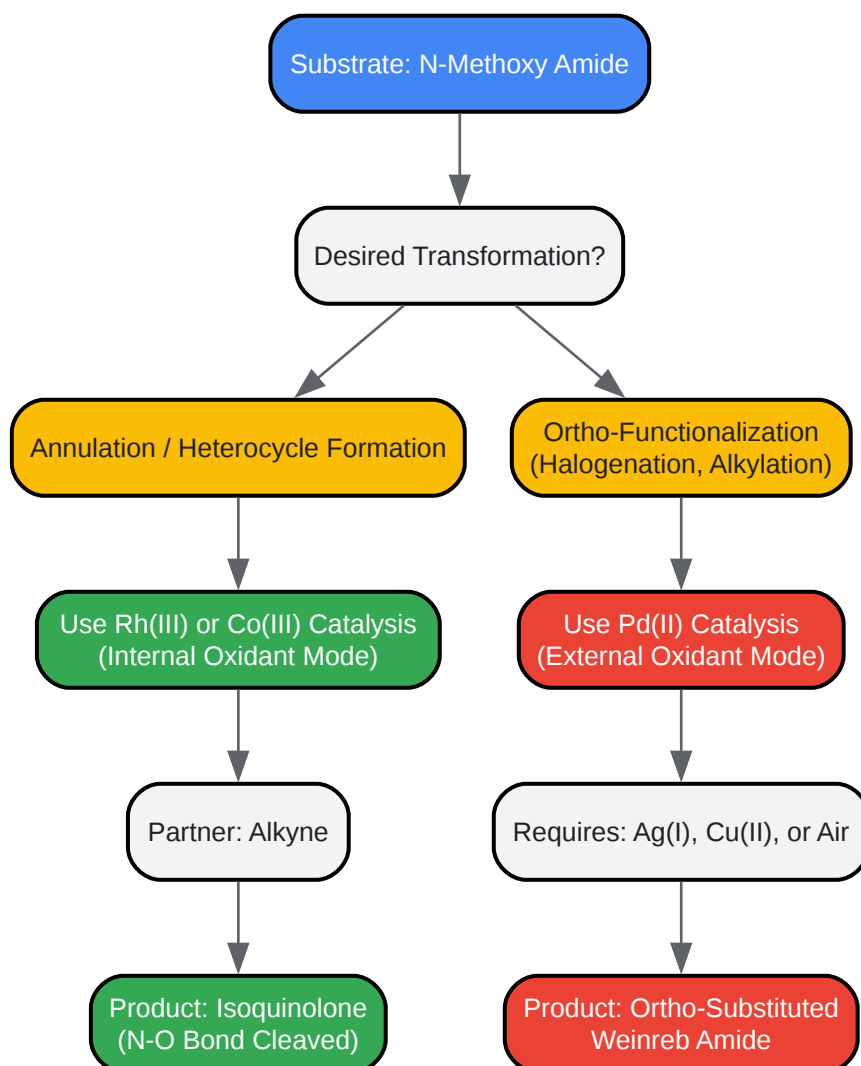 Substrate: N-Methoxy Amide
Desired Transformation?
Annulation / Heterocycle Formation
Ortho-Functionalization
(Halogenation, Alkylation)
Use Rh(III) or Co(III) Catalysis
(Internal Oxidant Mode)
Use Pd(II) Catalysis
(External Oxidant Mode)
Partner: Alkyne
Requires: Ag(I), Cu(II), or Air
Product: Isoquinolone
(N-O Bond Cleaved)
Product: Ortho-Substituted
Weinreb Amide